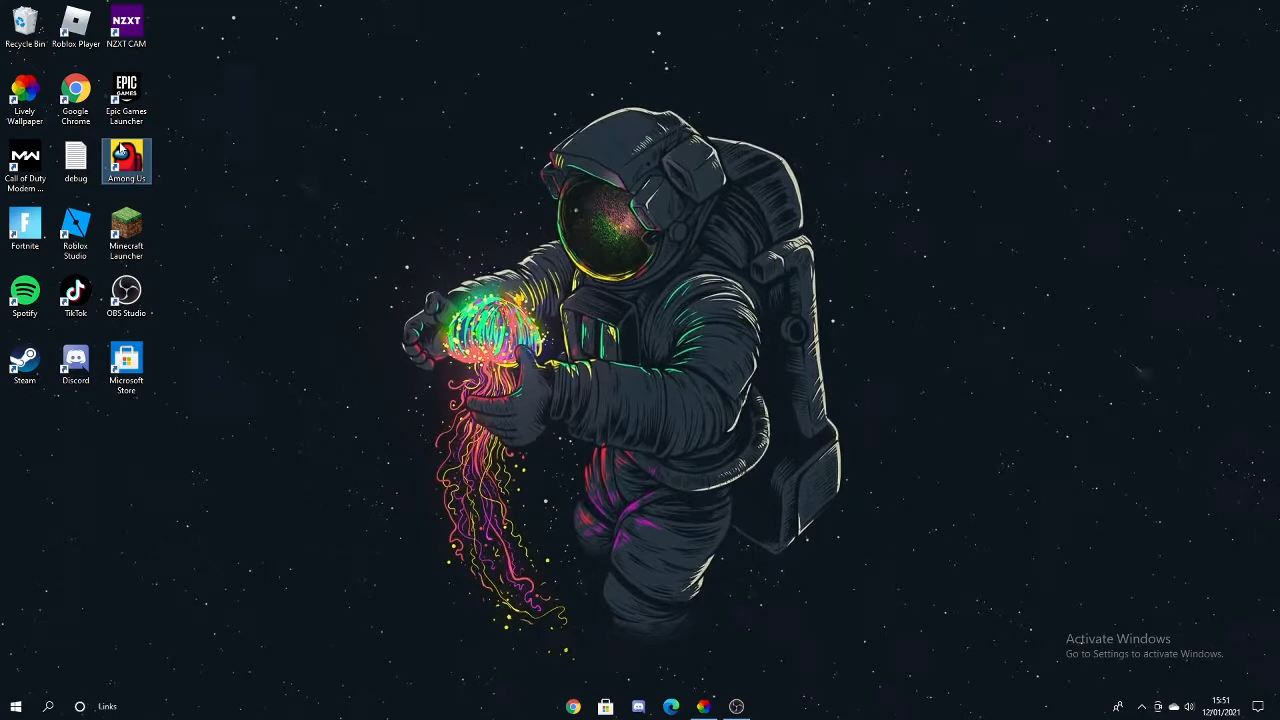 Recycle Bin
Roblox Player
NZXT
NZXT CAM
Lively
Wallpaper
Google
Chrome
EPIC
GAMES
Epic Games
Launcher
MW
Call of Duty
Modern ...
debug
Among Us
Fortnite
Roblox
Studio
Minecraft
Launcher
Spotify
TikTok
OBS Studio
Steam
Discord
Microsoft
Store
Activate Windows
Go to Settings to activate Windows.
Links
15:51
12/01/2021